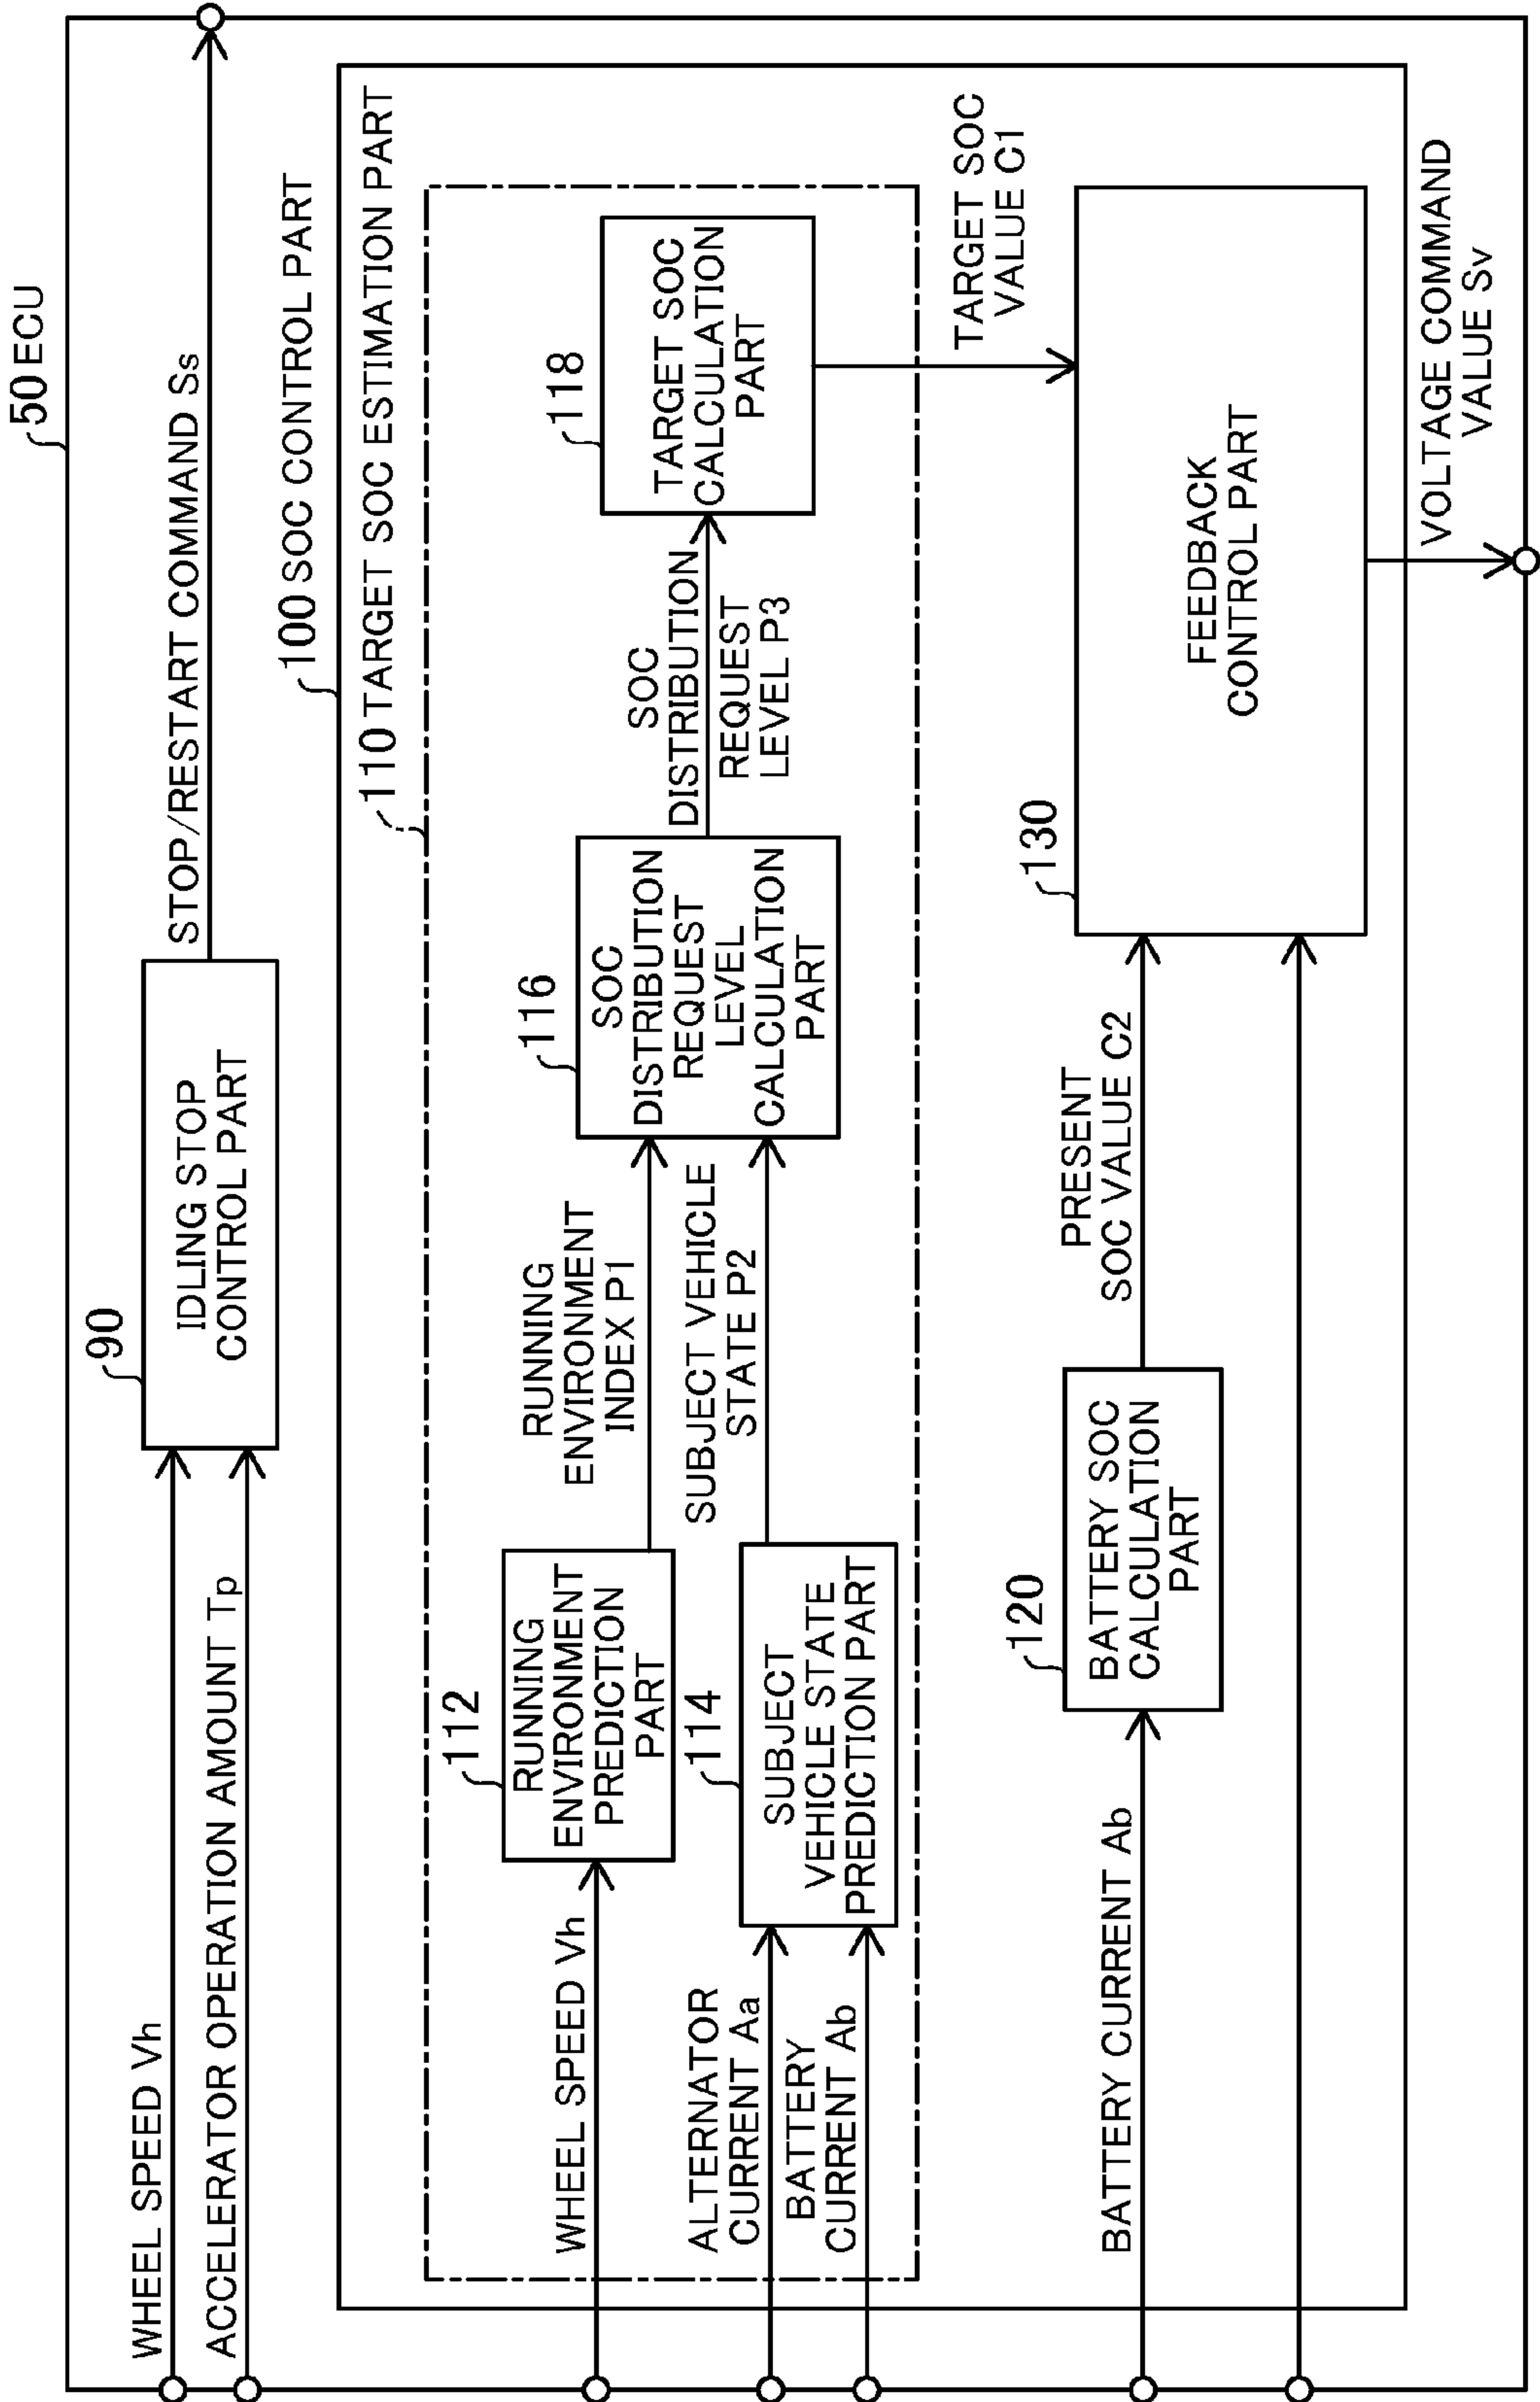 50 ECU
WHEEL SPEED Vh
ACCELERATOR OPERATION AMOUNT Tp
90
IDLING STOP
CONTROL PART
STOP/RESTART COMMAND Ss
100 SOC CONTROL PART
110 TARGET SOC ESTIMATION PART
WHEEL SPEED Vh
112
RUNNING
ENVIRONMENT
PREDICTION
PART
RUNNING
ENVIRONMENT
INDEX P1
ALTERNATOR
CURRENT Aa
BATTERY
CURRENT Ab
114
SUBJECT
VEHICLE STATE
PREDICTION PART
SUBJECT VEHICLE
STATE P2
116
SOC
DISTRIBUTION
REQUEST
LEVEL
CALCULATION
PART
SOC
DISTRIBUTION
REQUEST
LEVEL P3
118
TARGET SOC
CALCULATION
PART
TARGET SOC
VALUE C1
BATTERY CURRENT Ab
120
BATTERY SOC
CALCULATION
PART
PRESENT
SOC VALUE C2
130
FEEDBACK
CONTROL PART
VOLTAGE COMMAND
VALUE Sv